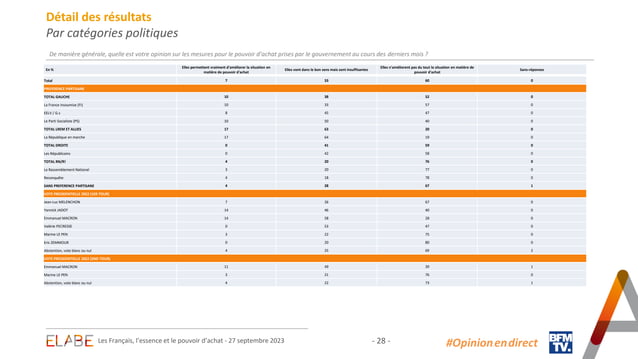 Détail des résultats
Par catégories politiques
De manière générale, quelle est votre opinion sur les mesures pour le pouvoir d'achat prises par le gouvernement au cours des derniers mois ?
En % Elles permettent vraiment d'améliorer la situation en matière de pouvoir d'achat Elles vont dans le bon sens mais sont insuffisantes Elles n'améliorent pas du tout la situation en matière de pouvoir d'achat Sans réponses
Total 7 33 60 0
PREFERENCE PARTISANE
TOTAL GAUCHE 10 38 52 0
La France Insoumise (FI) 10 33 57 0
EELV / G.s 8 45 47 0
Le Parti Socialiste (PS) 10 50 40 0
TOTAL LREM ET ALLIES 17 63 20 0
La République en marche 17 64 19 0
TOTAL DROITE 0 41 59 0
Les Républicains 0 42 58 0
TOTAL RN/R! 4 20 76 0
Le Rassemblement National 3 20 77 0
Reconquête 4 18 78 0
SANS PREFERENCE PARTISANE 4 28 67 1
VOTE PRESIDENTIELLE 2022 (1ER TOUR)
Jean-Luc MELENCHON 7 26 67 0
Yannick JADOT 14 46 40 0
Emmanuel MACRON 14 58 28 0
Valérie PECRESSE 0 53 47 0
Marine LE PEN 3 22 75 0
Eric ZEMMOUR 0 20 80 0
Abstention, vote blanc ou nul 4 25 69 2
VOTE PRESIDENTIELLE 2022 (2ND TOUR)
Emmanuel MACRON 11 49 39 1
Marine LE PEN 3 21 76 0
Abstention, vote blanc ou nul 4 22 73 1
ELABE Les Français, l'essence et le pouvoir d'achat - 27 septembre 2023
- 28 -
#Opinion en direct
BFM
TV.